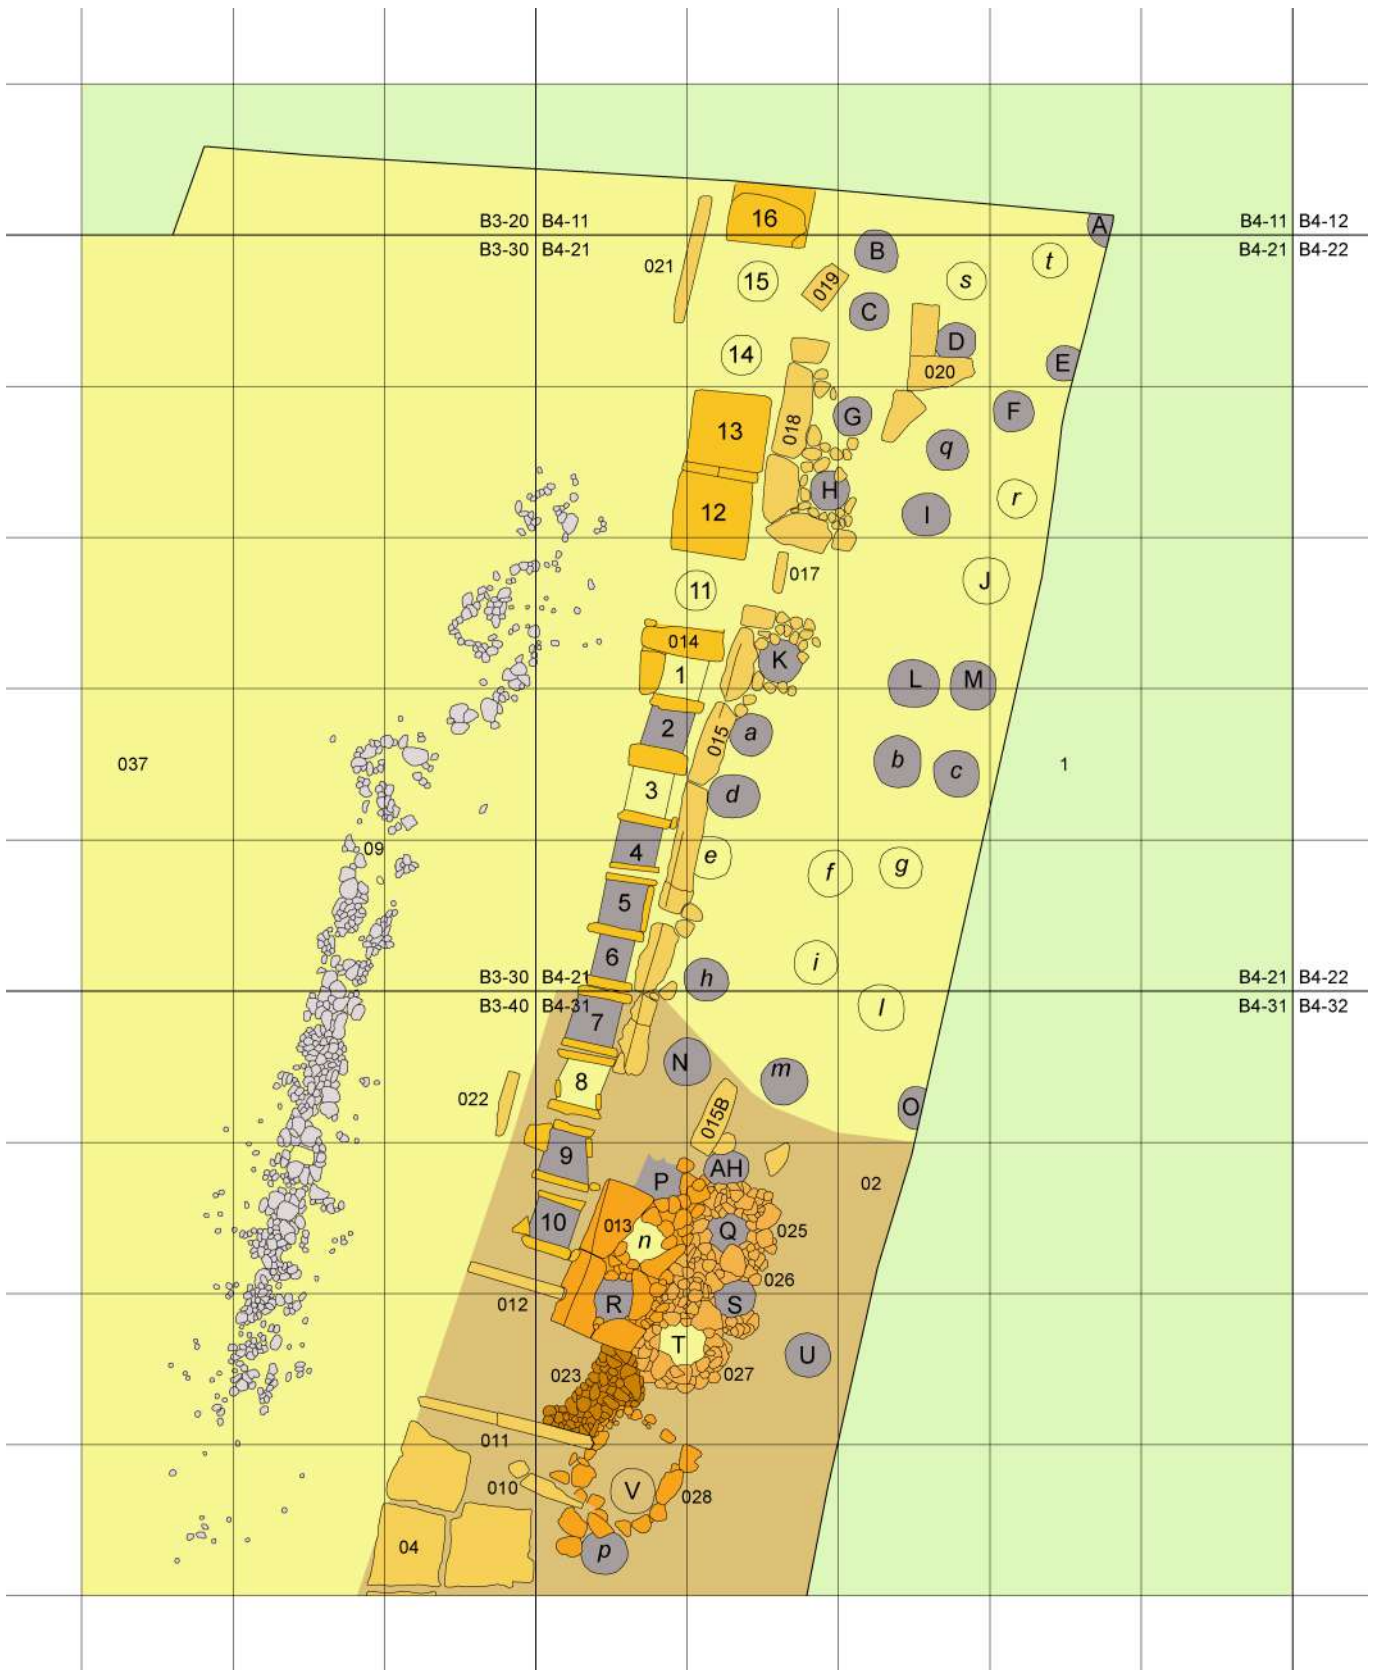 B3-20 B4-11
16
A
B4-11 B4-12
B3-30 B4-21
021
15
019
B
s
t
B4-21 B4-22
C
14
D
E
020
13
018
G
F
q
12
H
I
r
11
017
J
014
1
K
L
M
2
015
a
037
b
c
1
3
d
09
4
e
f
g
5
6
h
i
B3-30 B4-21
B4-21 B4-22
B3-40 B4-31
B4-31 B4-32
7
l
N
m
8
022
015B
O
9
P
AH
02
10
013
n
Q
025
026
012
R
S
T
U
023
027
011
010
V
028
04
p